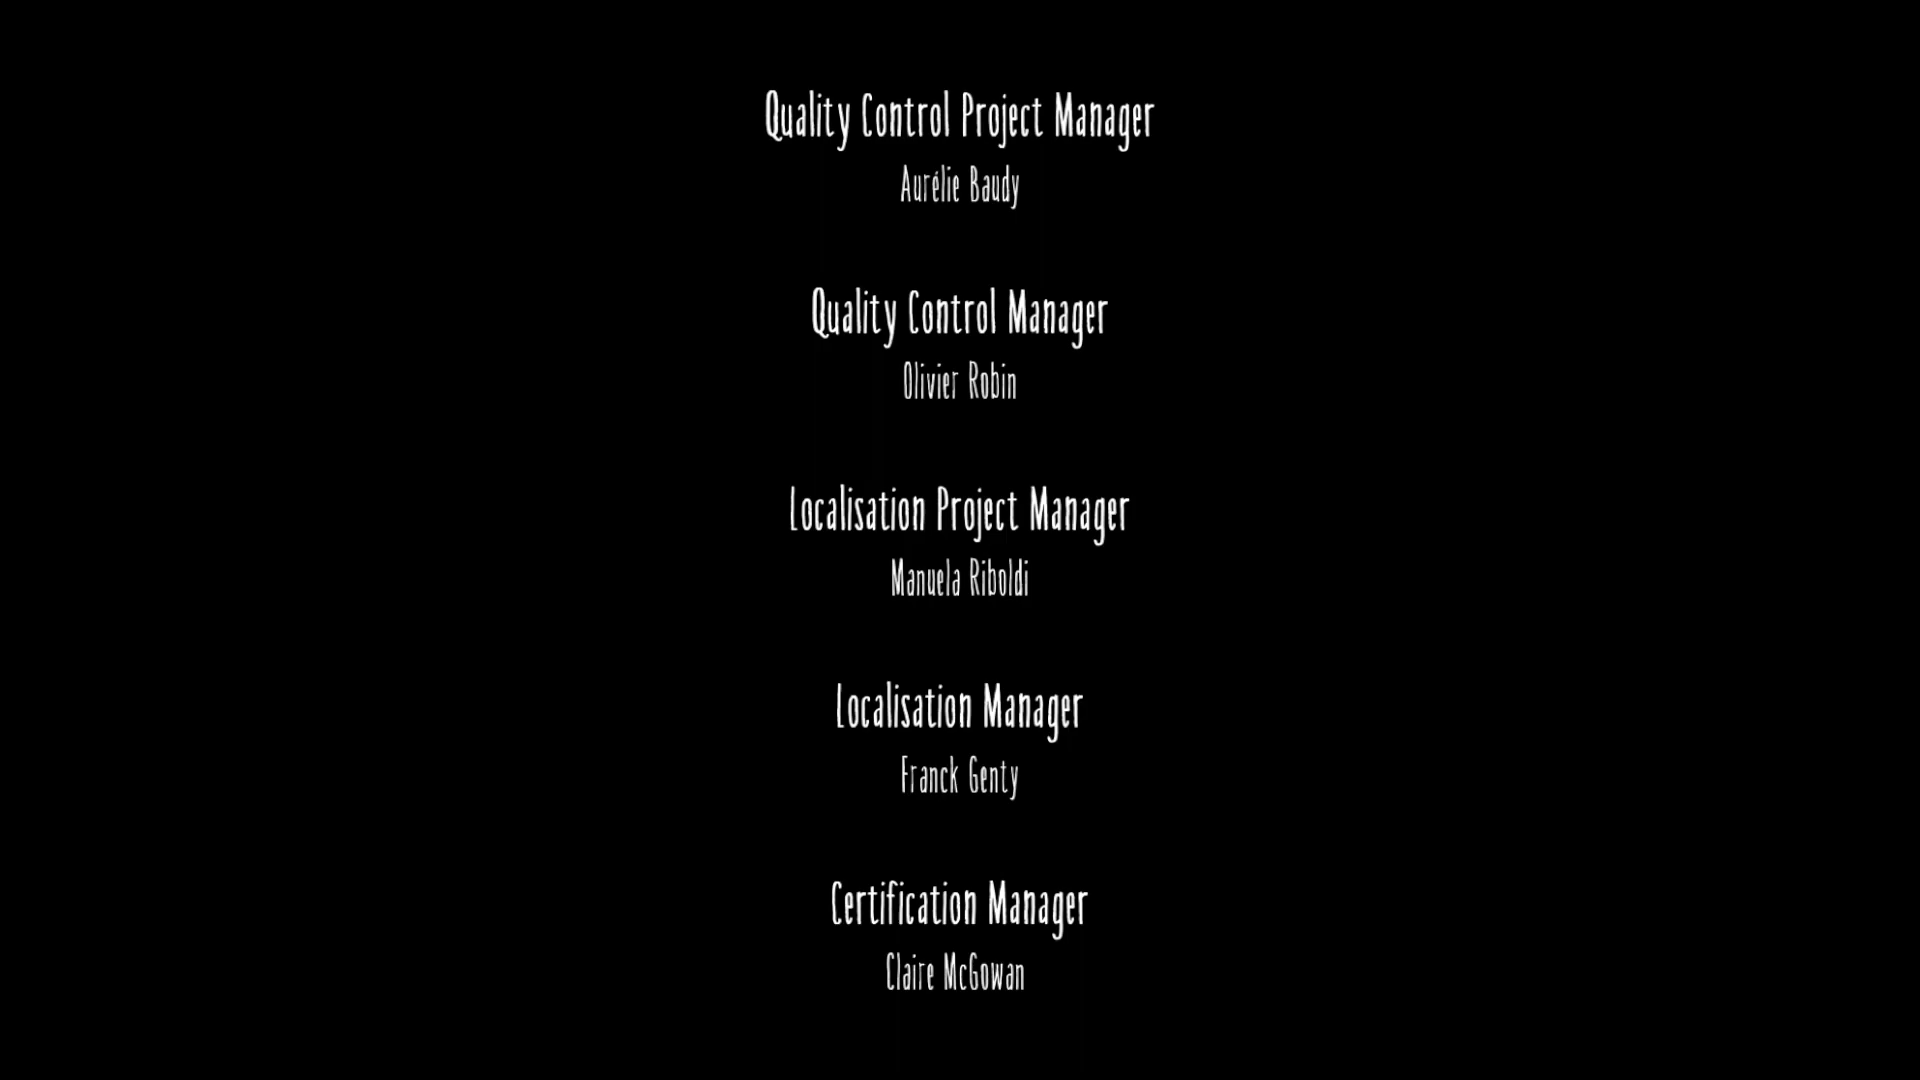 Quality Control Project Manager
Aurélie Baudy
Quality Control Manager
Olivier Robin
Localisation Project Manager
Manuela Riboldi
Localisation Manager
Franck Genty
Certification Manager
Claire McGowan